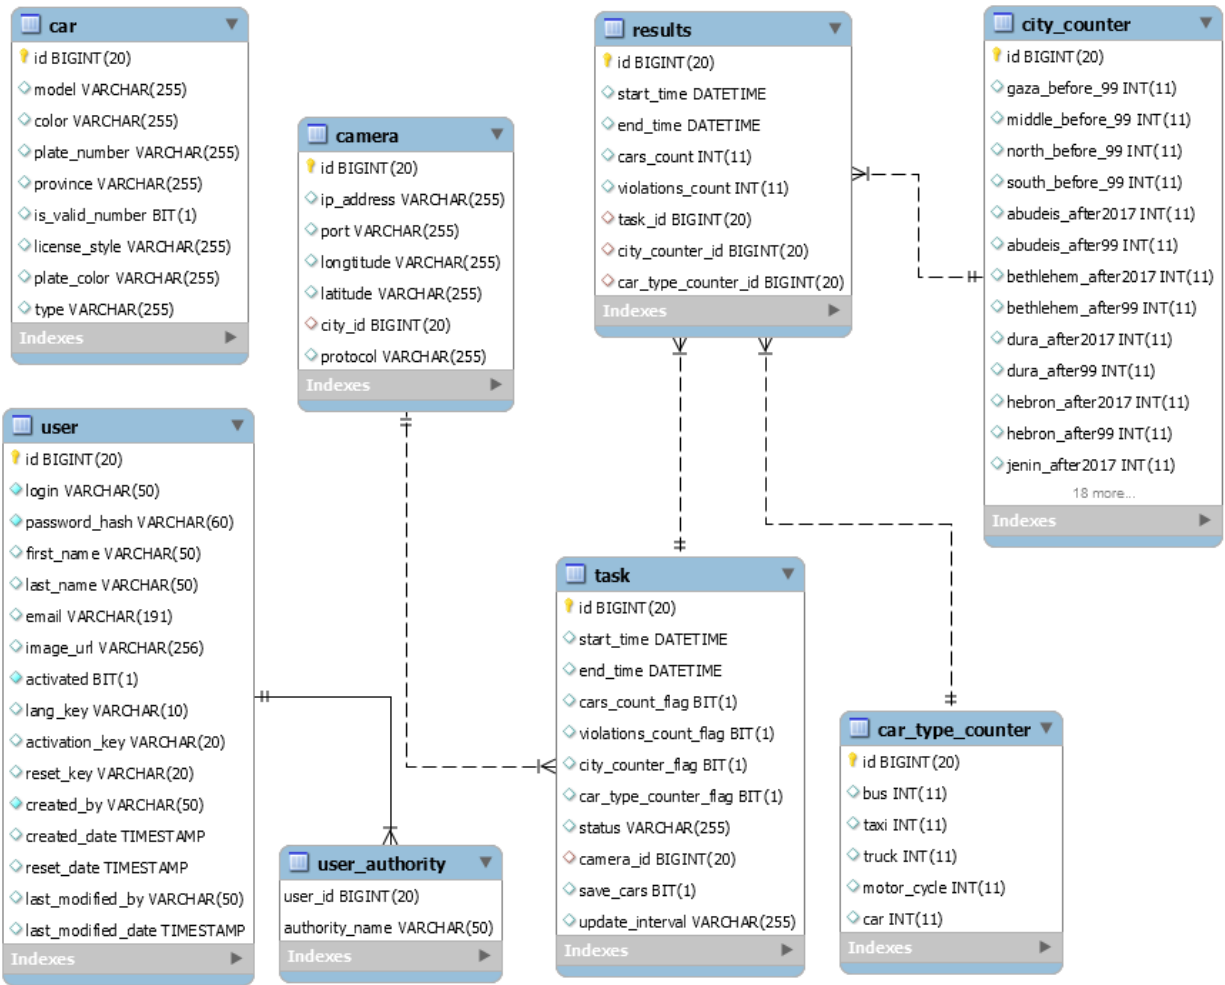 car
id BIGINT(20)
model VARCHAR(255)
color VARCHAR(255)
plate_number VARCHAR(255)
province VARCHAR(255)
is_valid_number BIT(1)
license_style VARCHAR(255)
plate_color VARCHAR(255)
type VARCHAR(255)
Indexes
camera
id BIGINT(20)
ip_address VARCHAR(255)
port VARCHAR(255)
longtitude VARCHAR(255)
latitude VARCHAR(255)
city_id BIGINT(20)
protocol VARCHAR(255)
Indexes
results
id BIGINT(20)
start_time DATETIME
end_time DATETIME
cars_count INT(11)
violations_count INT(11)
task_id BIGINT(20)
city_counter_id BIGINT(20)
car_type_counter_id BIGINT(20)
Indexes
city_counter
id BIGINT(20)
gaza_before_99 INT(11)
middle_before_99 INT(11)
north_before_99 INT(11)
south_before_99 INT(11)
abudeis_after2017 INT(11)
abudeis_after99 INT(11)
bethlehem_after2017 INT(11)
bethlehem_after99 INT(11)
dura_after2017 INT(11)
dura_after99 INT(11)
hebron_after2017 INT(11)
hebron_after99 INT(11)
jenin_after2017 INT(11)
18 more...
Indexes
user
id BIGINT(20)
login VARCHAR(50)
password_hash VARCHAR(60)
first_name VARCHAR(50)
last_name VARCHAR(50)
email VARCHAR(191)
image_url VARCHAR(256)
activated BIT(1)
lang_key VARCHAR(10)
activation_key VARCHAR(20)
reset_key VARCHAR(20)
created_by VARCHAR(50)
created_date TIMESTAMP
reset_date TIMESTAMP
last_modified_by VARCHAR(50)
last_modified_date TIMESTAMP
Indexes
user_authority
user_id BIGINT(20)
authority_name VARCHAR(50)
Indexes
task
id BIGINT(20)
start_time DATETIME
end_time DATETIME
cars_count_flag BIT(1)
violations_count_flag BIT(1)
city_counter_flag BIT(1)
car_type_counter_flag BIT(1)
status VARCHAR(255)
camera_id BIGINT(20)
save_cars BIT(1)
update_interval VARCHAR(255)
Indexes
car_type_counter
id BIGINT(20)
bus INT(11)
taxi INT(11)
truck INT(11)
motor_cycle INT(11)
car INT(11)
Indexes